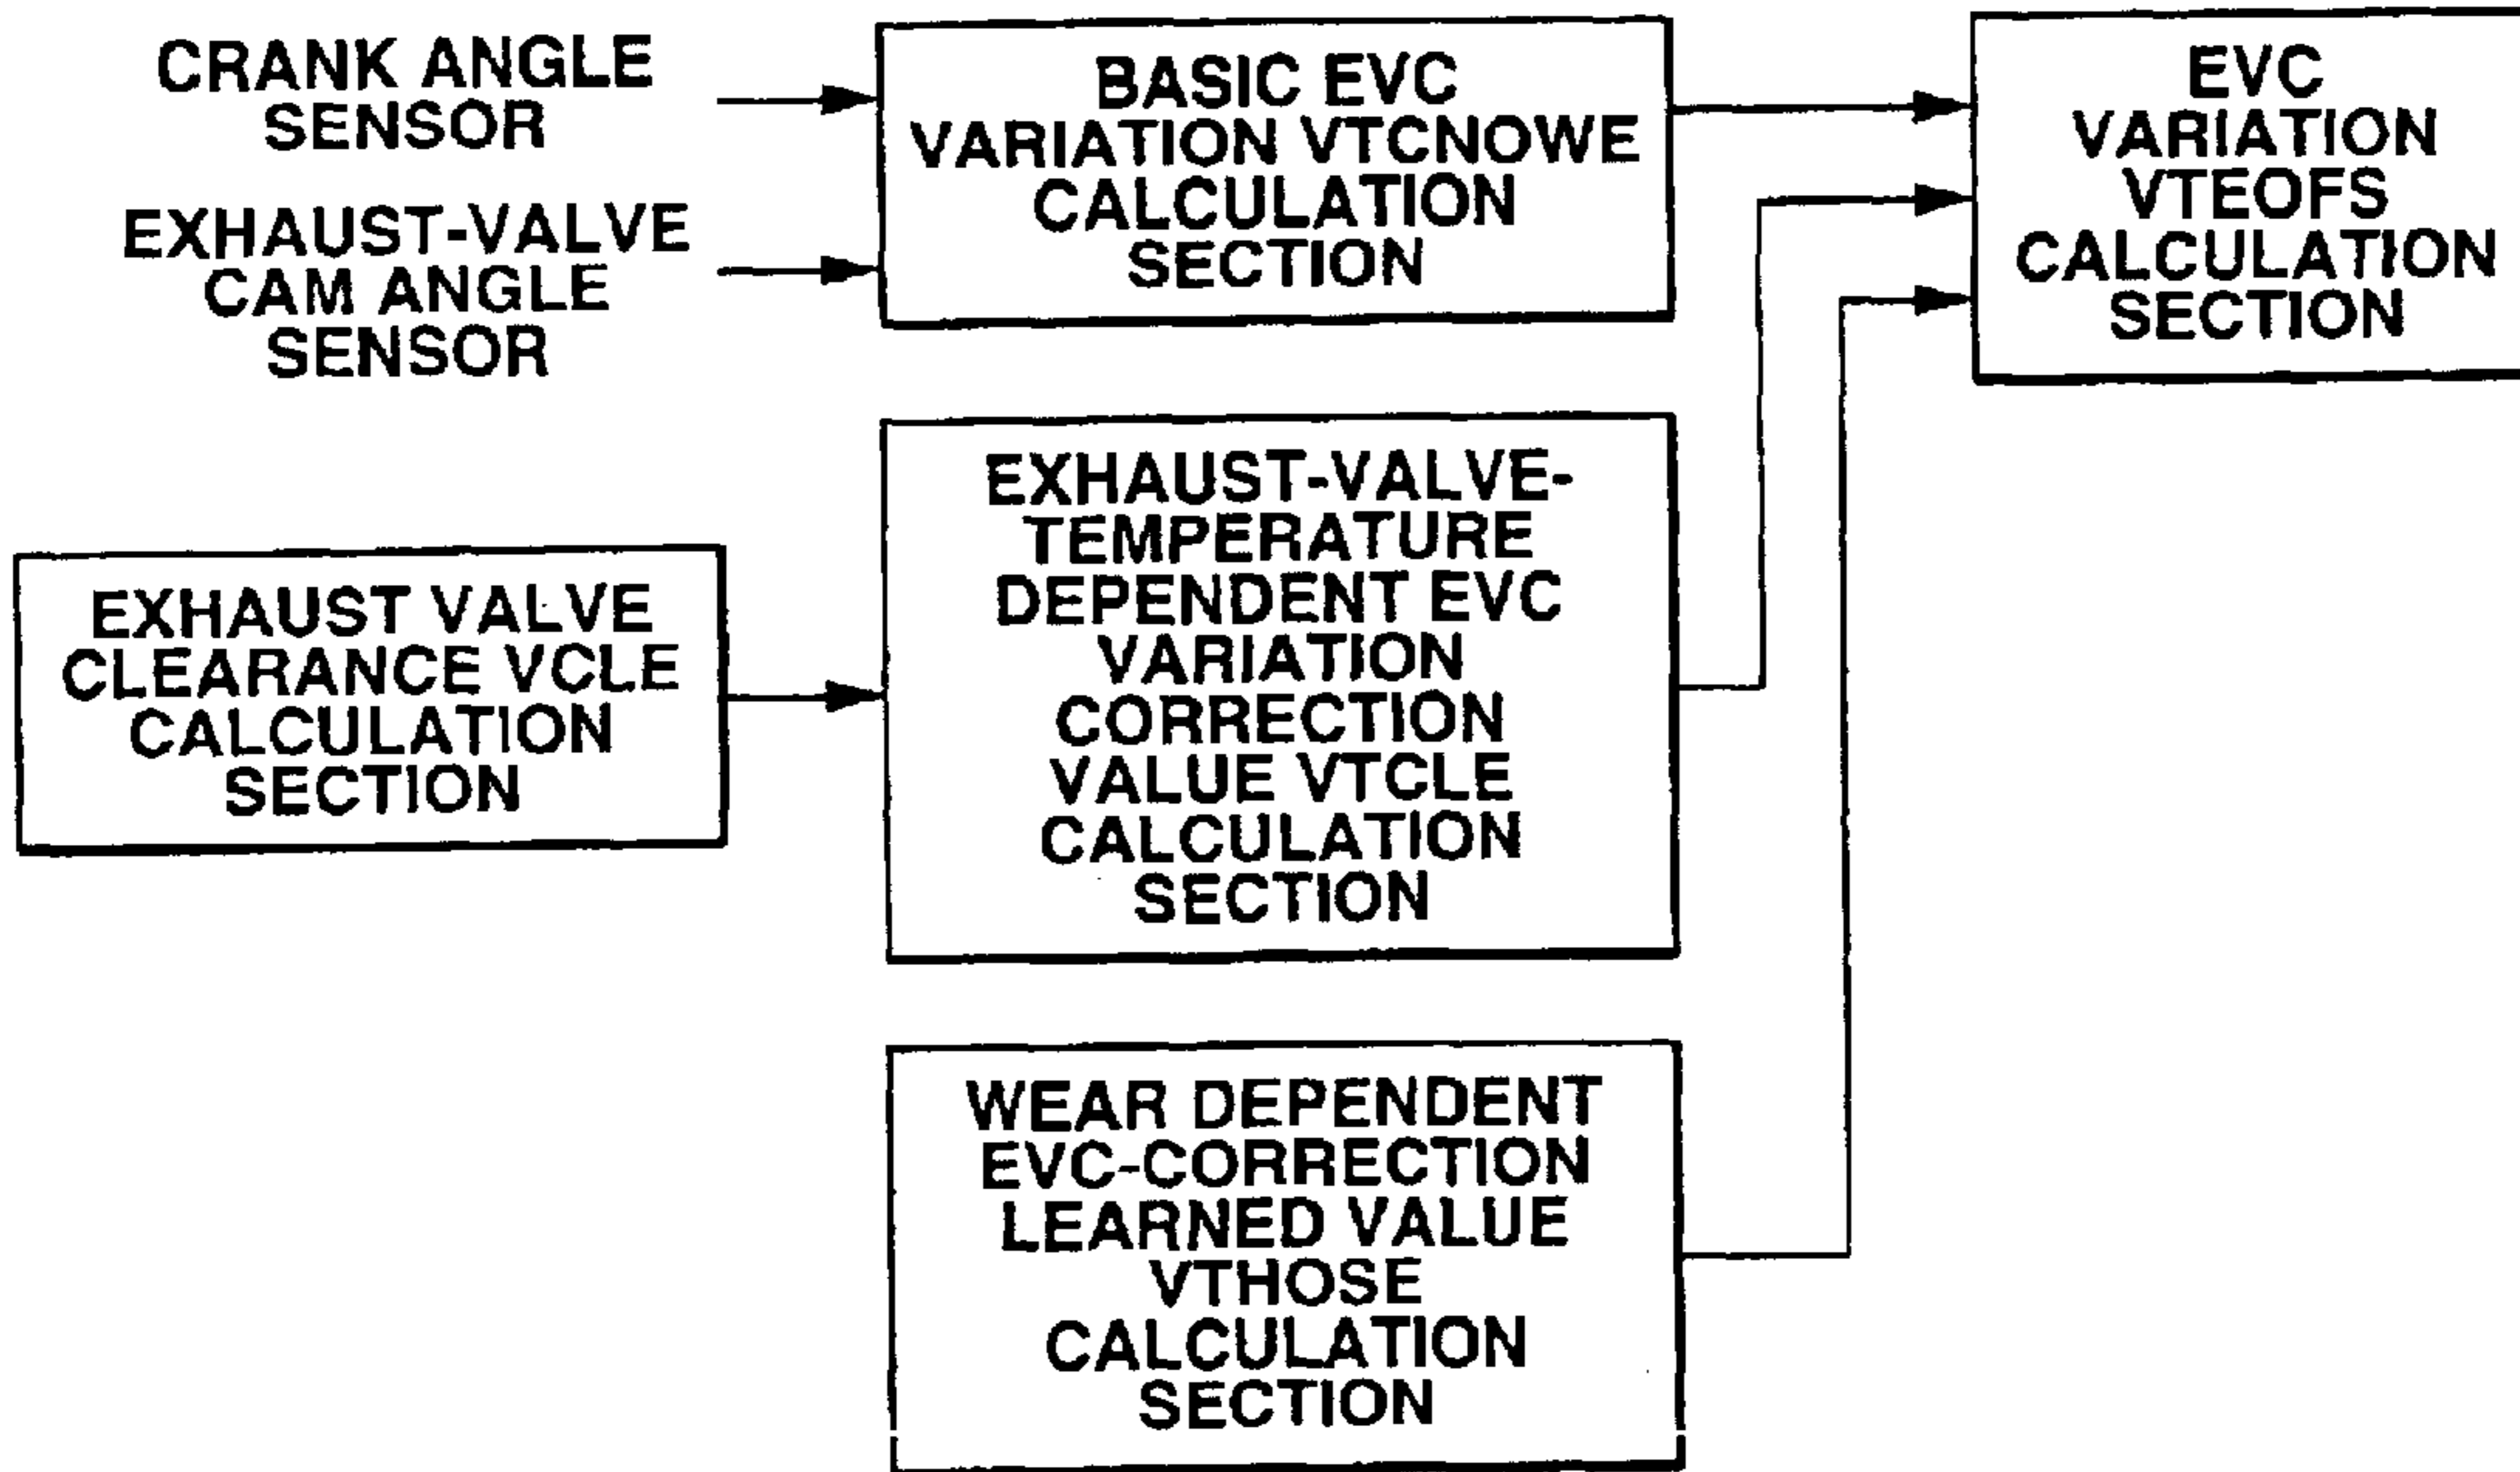 CRANK ANGLE
SENSOR
EXHAUST-VALVE
CAM ANGLE
SENSOR
BASIC EVC
VARIATION VTCNOWE
CALCULATION
SECTION
EVC
VARIATION
VTEOFS
CALCULATION
SECTION
EXHAUST VALVE
CLEARANCE VCLE
CALCULATION
SECTION
EXHAUST-VALVE-
TEMPERATURE
DEPENDENT EVC
VARIATION
CORRECTION
VALUE VTCLE
CALCULATION
SECTION
WEAR DEPENDENT
EVC-CORRECTION
LEARNED VALUE
VTHOSE
CALCULATION
SECTION